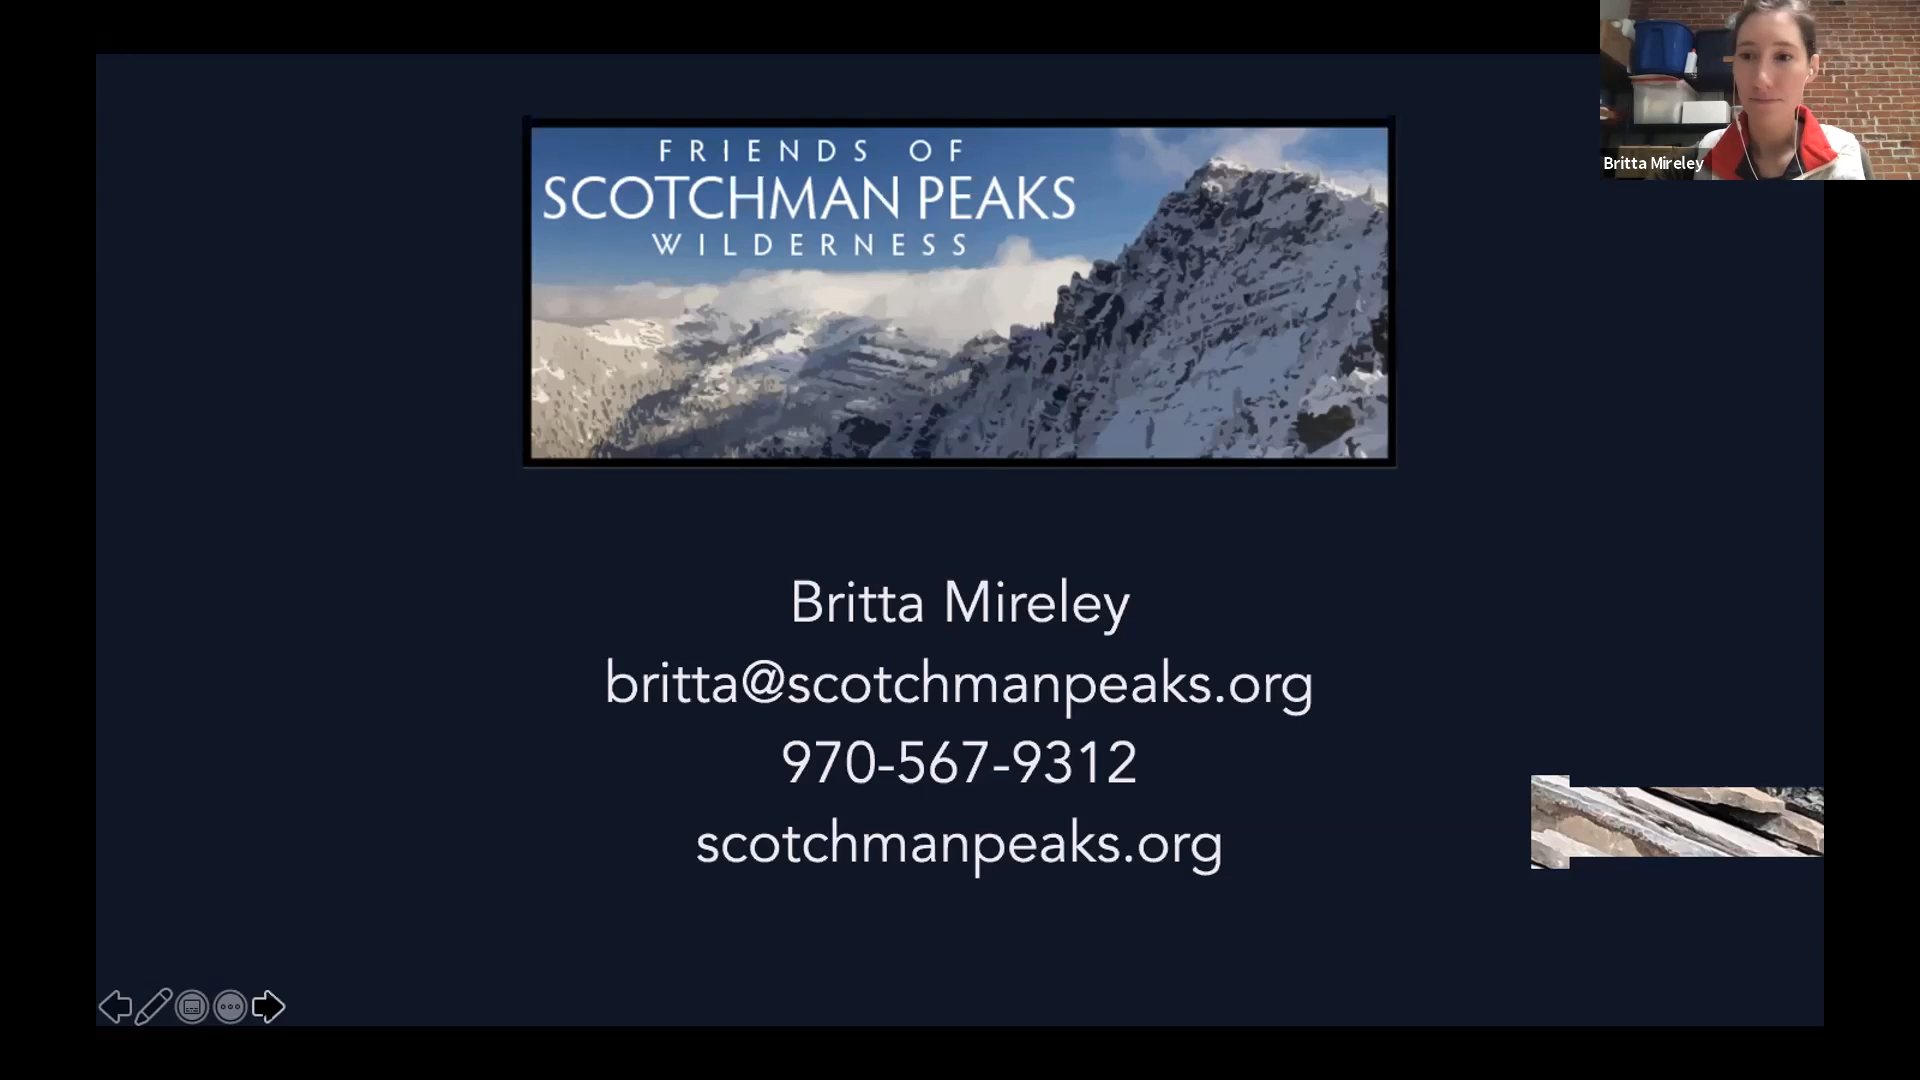 FRIENDS OF
SCOTCHMAN PEAKS
WILDERNESS
Britta Mireley
Britta Mireley
britta@scotchmanpeaks.org
970-567-9312
scotchmanpeaks.org